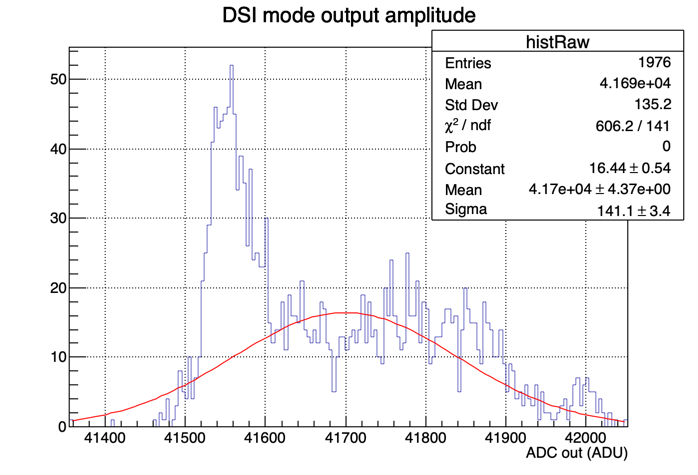 DSI mode output amplitude
histRaw
Entries 1976
Mean 4.169e+04
Std Dev 135.2
χ² / ndf 606.2 / 141
Prob 0
Constant 16.44 ± 0.54
Mean 4.17e+04 ± 4.37e+00
Sigma 141.1 ± 3.4
50
40
30
20
10
0
41400 41500 41600 41700 41800 41900 42000
ADC out (ADU)